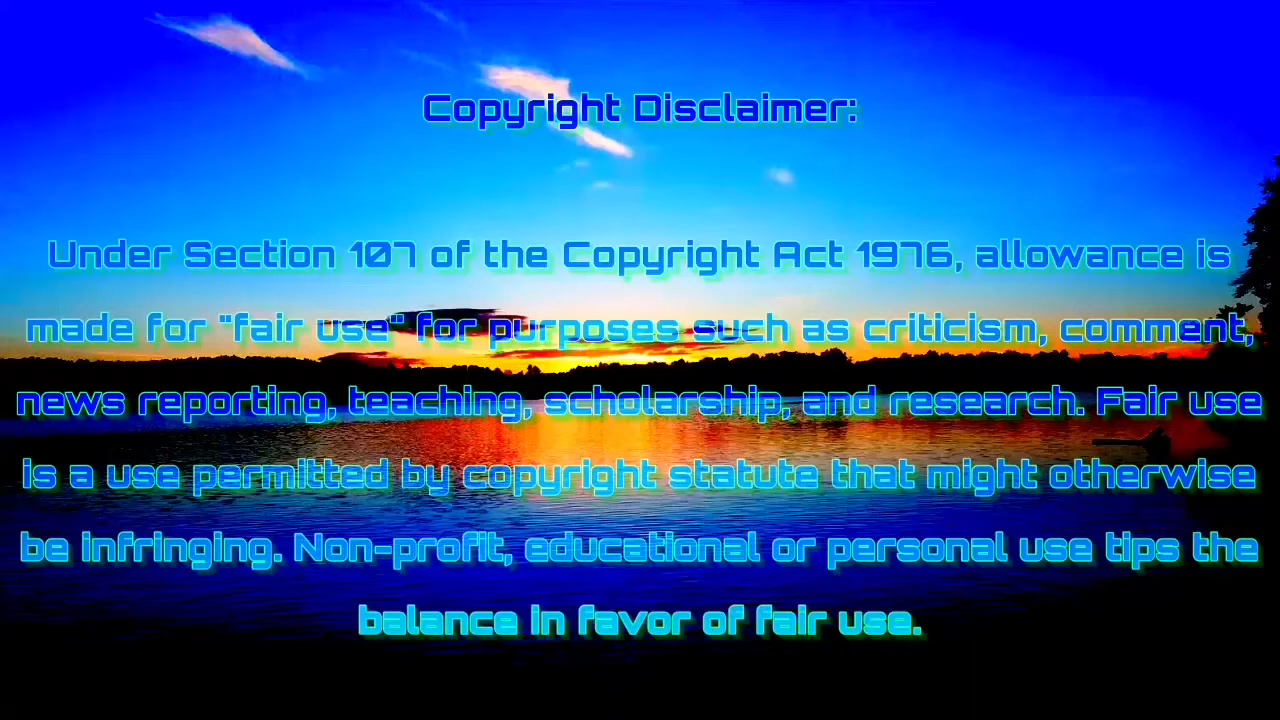 Copyright Disclaimer:
Under Section 107 of the Copyright Act 1976, allowance is
made for "fair use" for purposes such as criticism, comment,
news reporting, teaching, scholarship, and research. Fair use
is a use permitted by copyright statute that might otherwise
be infringing. Non-profit, educational or personal use tips the
balance in favor of fair use.